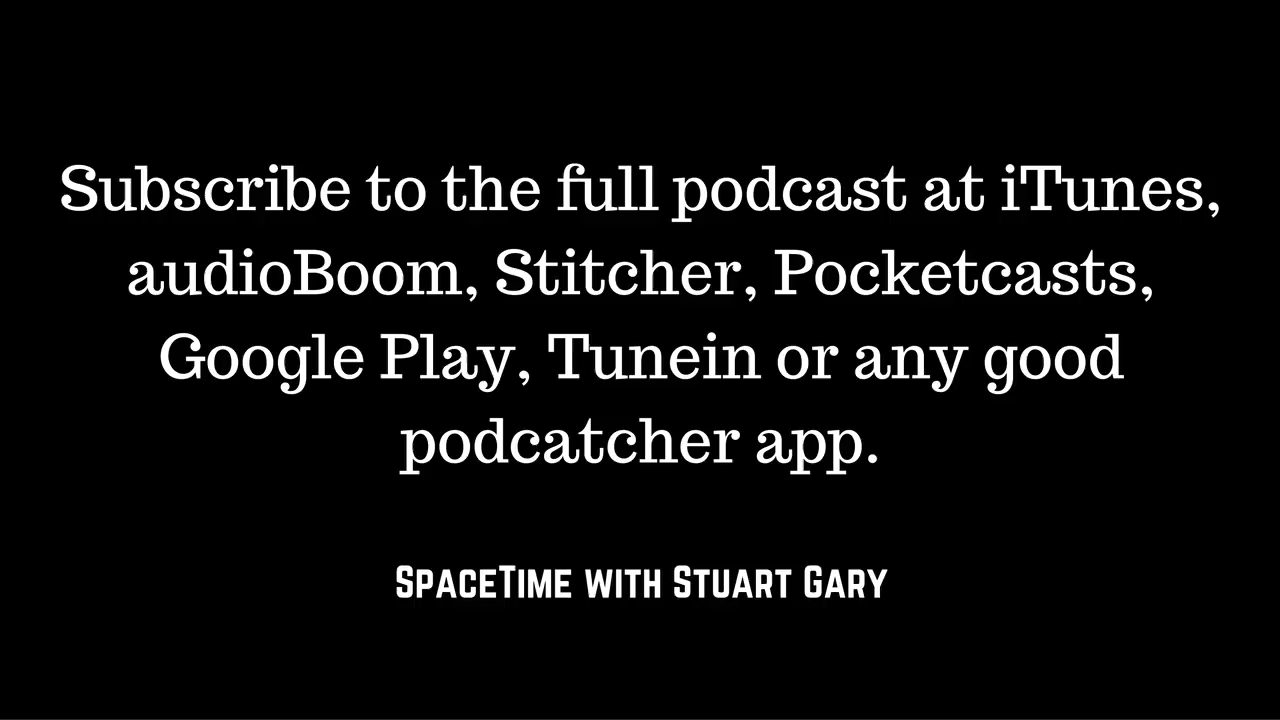 Subscribe to the full podcast at iTunes,
audioBoom, Stitcher, Pocketcasts,
Google Play, Tunein or any good
podcatcher app.
SpaceTime with Stuart Gary